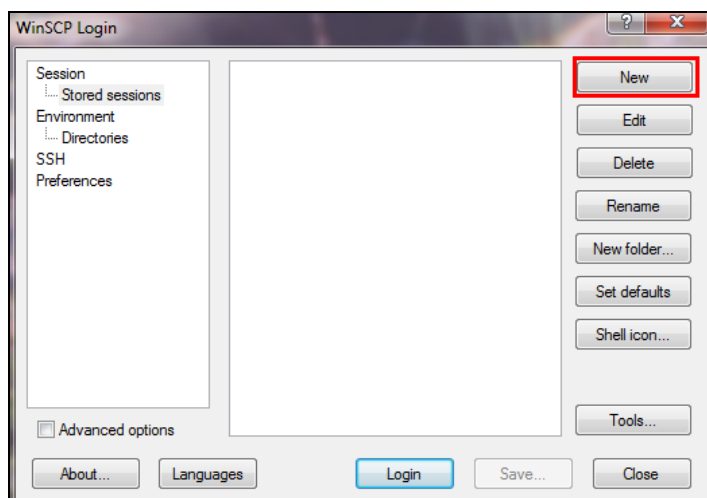 WinSCP Login
?
Session
Stored sessions
Environment
Directories
SSH
Preferences
New
Edit
Delete
Rename
New folder...
Set defaults
Shell icon...
Tools...
Advanced options
About...
Languages
Login
Save...
Close